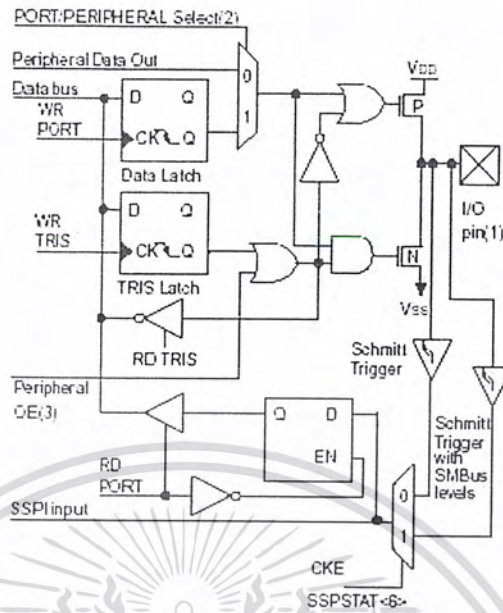 PORT/PERIPHERAL Select(2)
Peripheral Data Out
Data bus
WR
PORT
D Q
CK Q
Data Latch
0
1
VDD
P
I/O
pin(1)
WR
TRIS
D Q
CK Q
TRIS Latch
N
VSS
RD TRIS
Schmitt
Trigger
Peripheral
OE(3)
Q D
EN
RD
PORT
Schmitt
Trigger
with
SMBus
levels
SSPI input
0
1
CKE
SSPSTAT<6>